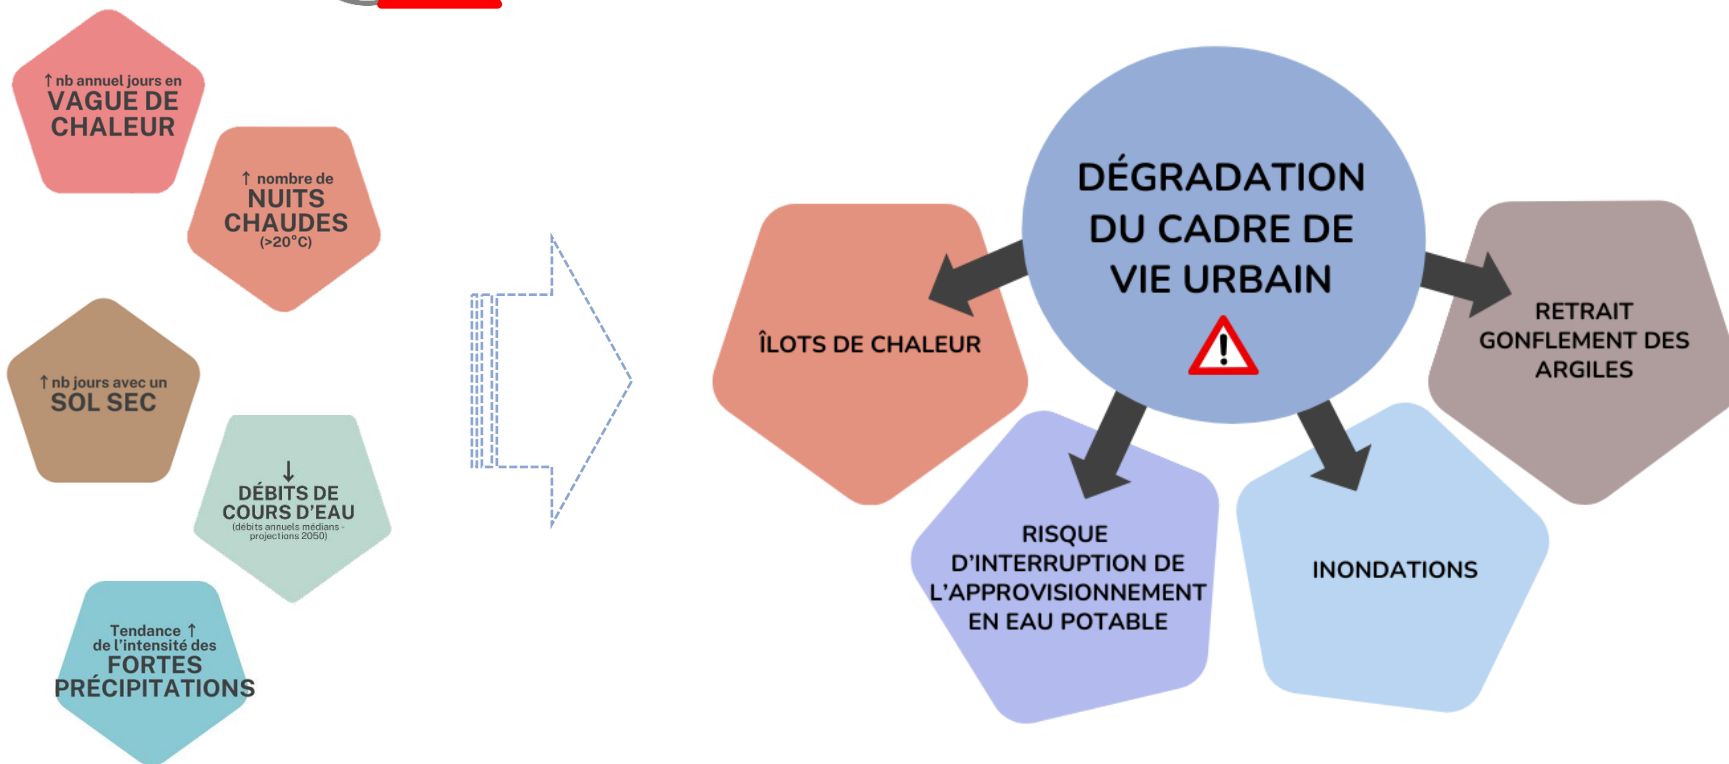 ↑ nb annuel jours en
VAGUE DE
CHALEUR
↑ nombre de
NUITS
CHAUDES
(>20°C)
↑ nb jours avec un
SOL SEC
↓
DÉBITS DE
COURS D'EAU
(débits annuels médians -
projections 2050)
Tendance ↑
de l'intensité des
FORTES
PRÉCIPITATIONS
DÉGRADATION
DU CADRE DE
VIE URBAIN
!
ÎLOTS DE CHALEUR
RISQUE
D'INTERRUPTION DE
L'APPROVISIONNEMENT
EN EAU POTABLE
INONDATIONS
RETRAIT
GONFLEMENT DES
ARGILES